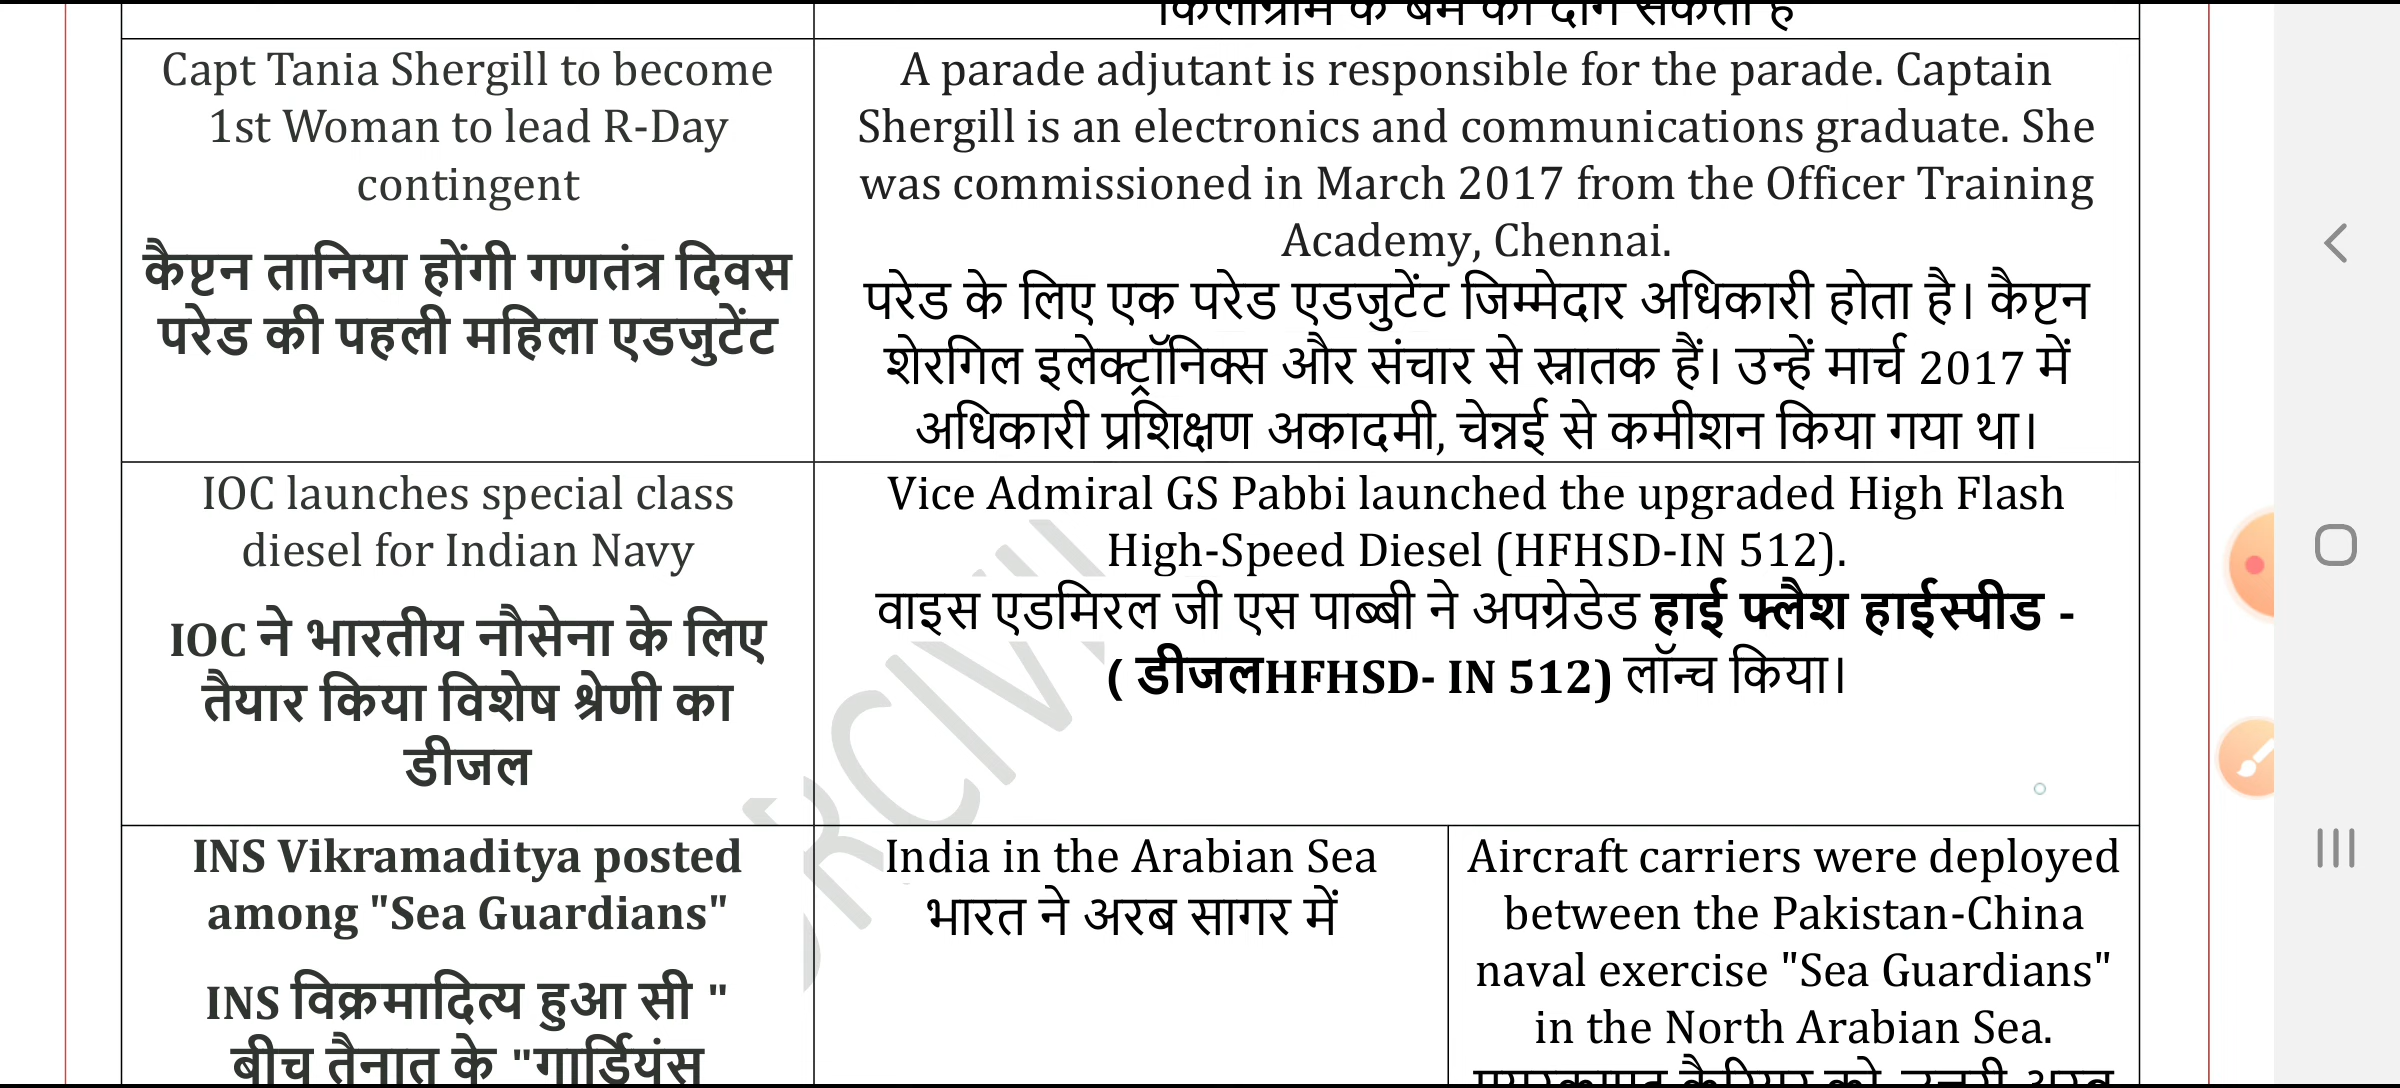 किलोग्राम के बम को दाग सकता है
Capt Tania Shergill to become
1st Woman to lead R-Day
contingent
कैप्टन तानिया होंगी गणतंत्र दिवस
परेड की पहली महिला एडजुटेंट
A parade adjutant is responsible for the parade. Captain
Shergill is an electronics and communications graduate. She
was commissioned in March 2017 from the Officer Training
Academy, Chennai.
परेड के लिए एक परेड एडजुटेंट जिम्मेदार अधिकारी होता है। कैप्टन
शेरगिल इलेक्ट्रॉनिक्स और संचार से स्नातक हैं। उन्हें मार्च 2017 में
अधिकारी प्रशिक्षण अकादमी, चेन्नई से कमीशन किया गया था।
IOC launches special class
diesel for Indian Navy
IOC ने भारतीय नौसेना के लिए
तैयार किया विशेष श्रेणी का
डीजल
Vice Admiral GS Pabbi launched the upgraded High Flash
High-Speed Diesel (HFHSD-IN 512).
वाइस एडमिरल जी एस पाब्बी ने अपग्रेडेड हाई फ्लैश हाईस्पीड -
( डीजलHFHSD- IN 512) लॉन्च किया।
INS Vikramaditya posted
among "Sea Guardians"
INS विक्रमादित्य हुआ सी "
बीच तैनात के "गार्डियंस
India in the Arabian Sea
भारत ने अरब सागर में
Aircraft carriers were deployed
between the Pakistan-China
naval exercise "Sea Guardians"
in the North Arabian Sea.